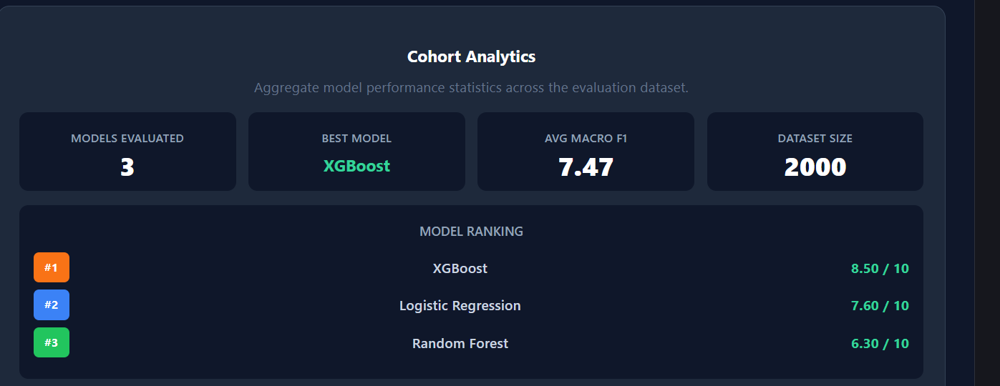 Cohort Analytics
Aggregate model performance statistics across the evaluation dataset.
MODELS EVALUATED
3
BEST MODEL
XGBoost
AVG MACRO F1
7.47
DATASET SIZE
2000
MODEL RANKING
#1 XGBoost 8.50 / 10
#2 Logistic Regression 7.60 / 10
#3 Random Forest 6.30 / 10